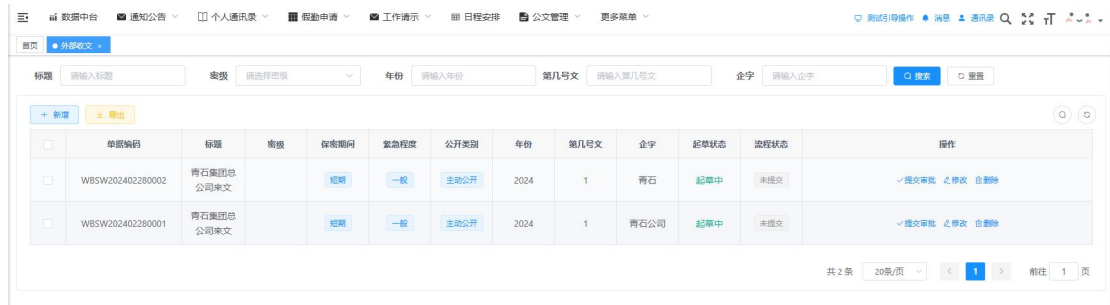 数据中台 通知公告 个人通讯录 假勤申请 工作请示 日程安排 公文管理 更多菜单 测试引导操作 消息 通讯录
首页 外部收文 ×
标题 请输入标题 密级 请选择密级 年份 请输入年份 第几号文 请输入第几号文 企字 请输入企字 搜索 重置
+ 新增 导出
单据编码 标题 密级 保密期间 紧急程度 公开类别 年份 第几号文 企字 起草状态 流程状态 操作
WBSW202402280002 青石集团总公司来文 短期 一般 主动公开 2024 1 青石 起草中 未提交 提交审批 修改 删除
WBSW202402280001 青石集团总公司来文 短期 一般 主动公开 2024 1 青石公司 起草中 未提交 提交审批 修改 删除
共 2 条 20条/页 1 前往 1 页